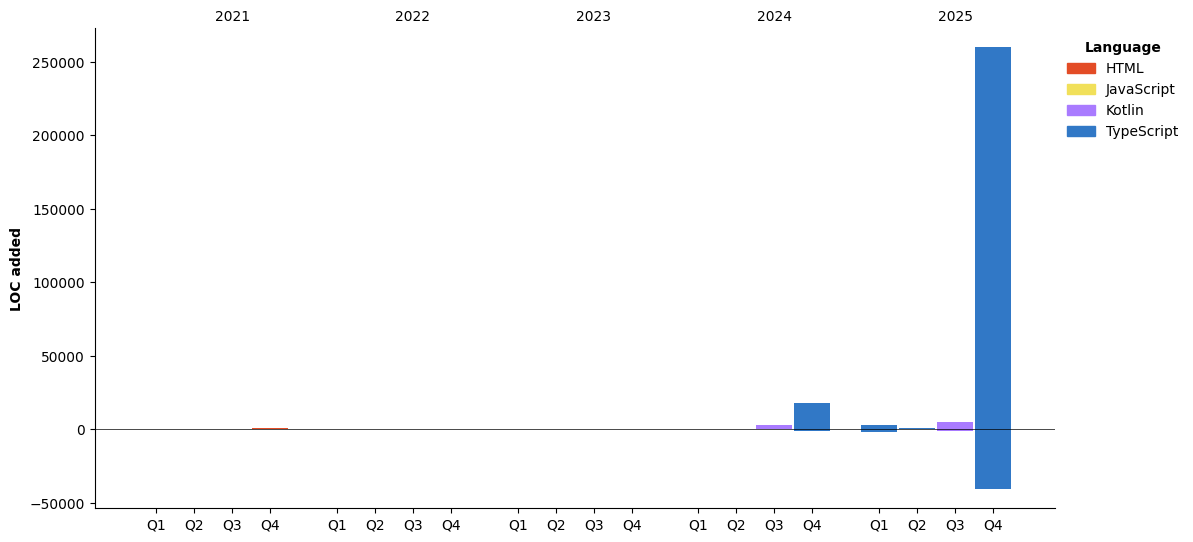 2021 2022 2023 2024 2025
Language
HTML
JavaScript
Kotlin
TypeScript
LOC added
250000
200000
150000
100000
50000
0
−50000
Q1 Q2 Q3 Q4 Q1 Q2 Q3 Q4 Q1 Q2 Q3 Q4 Q1 Q2 Q3 Q4 Q1 Q2 Q3 Q4